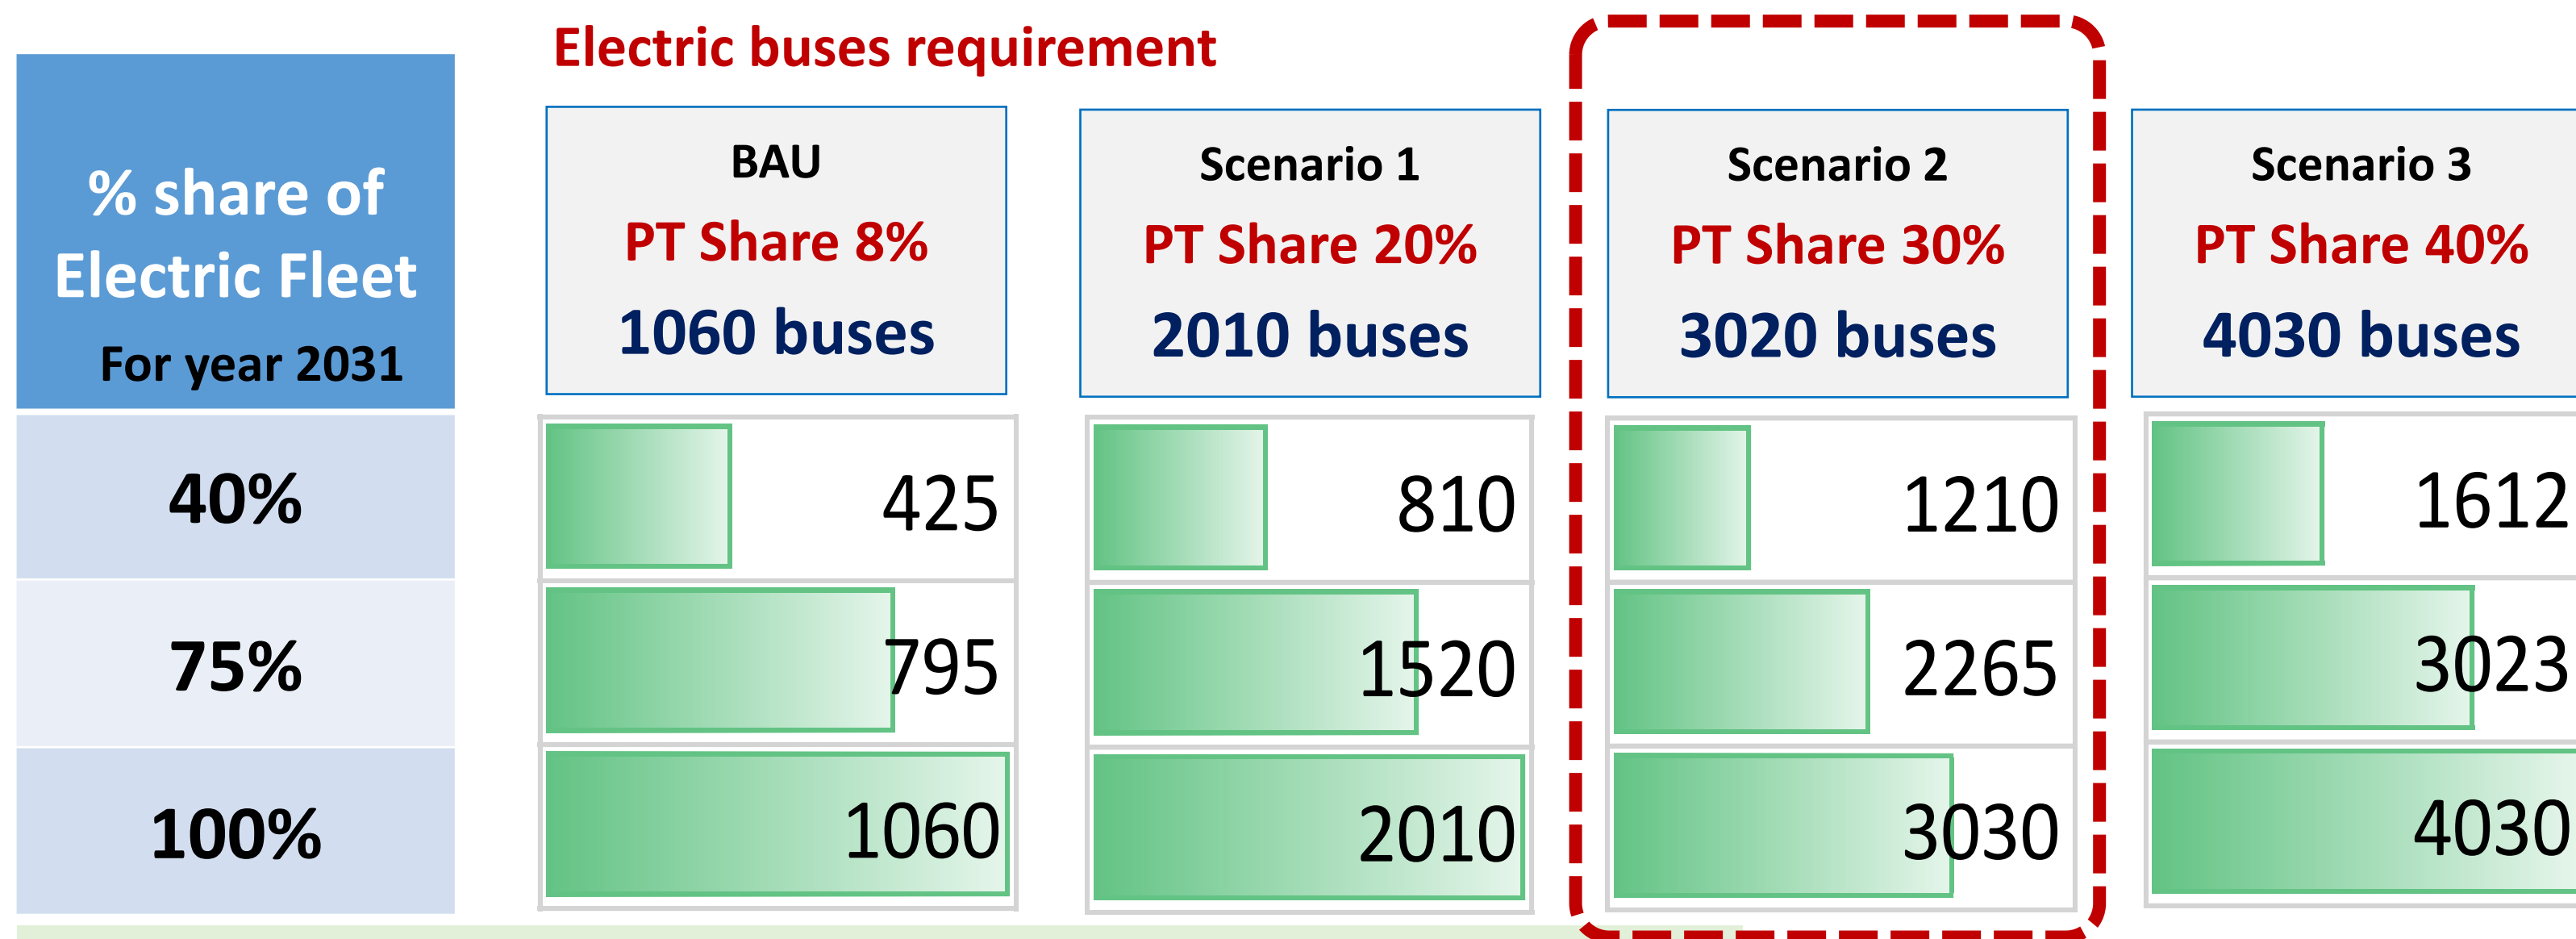 Electric buses requirement
% share of
Electric Fleet
For year 2031
BAU
PT Share 8%
1060 buses
Scenario 1
PT Share 20%
2010 buses
Scenario 2
PT Share 30%
3020 buses
Scenario 3
PT Share 40%
4030 buses
40%
425
810
1210
1612
75%
795
1520
2265
3023
100%
1060
2010
3030
4030